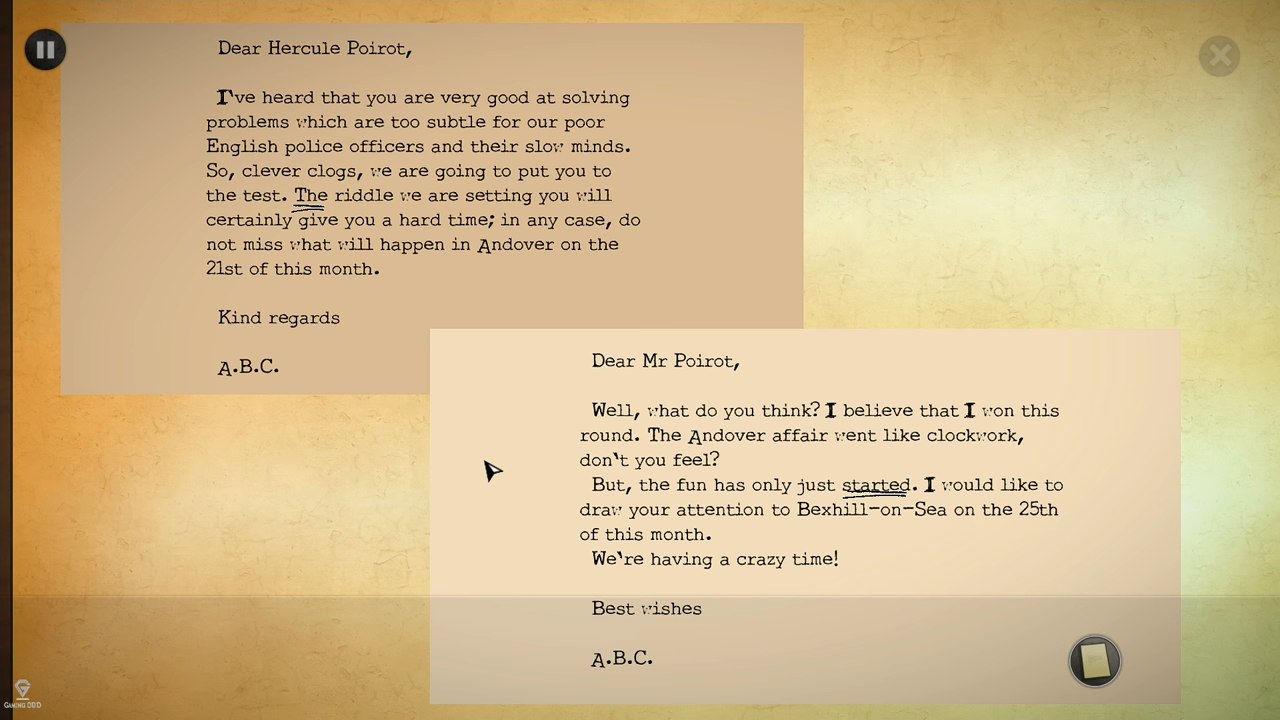 Dear Hercule Poirot,
I've heard that you are very good at solving
problems which are too subtle for our poor
English police officers and their slow minds.
So, clever clogs, we are going to put you to
the test. The riddle we are setting you will
certainly give you a hard time; in any case, do
not miss what will happen in Andover on the
21st of this month.
Kind regards
A.B.C.
Dear Mr Poirot,
Well, what do you think? I believe that I won this
round. The Andover affair went like clockwork,
don't you feel?
But, the fun has only just started. I would like to
draw your attention to Bexhill-on-Sea on the 25th
of this month.
We're having a crazy time!
Best wishes
A.B.C.